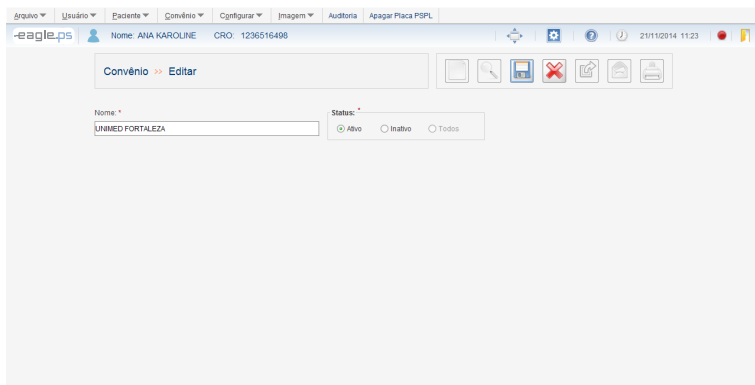 Arquivo Usuário Paciente Convênio Configurar Imagem Auditoria Apagar Placa PSPL
eagle.ps Nome: ANA KAROLINE CRO: 1236516498 21/11/2014 11:23
Convênio >> Editar
Nome: * Status: *
UNIMED FORTALEZA Ativo Inativo Todos